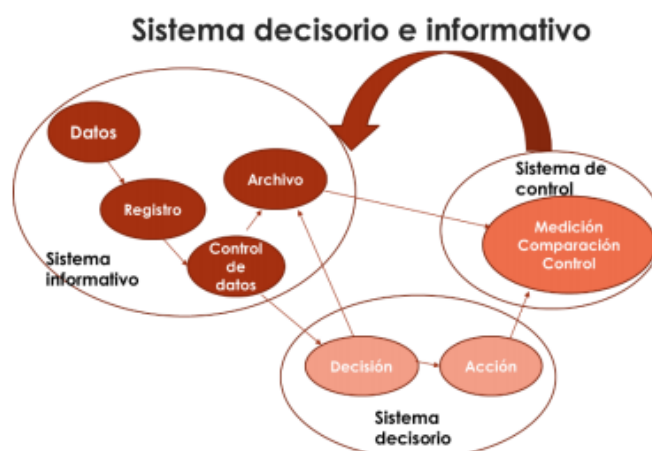 Sistema decisorio e informativo
Datos
Registro
Control
de
datos
Archivo
Sistema
informativo
Sistema de
control
Medición
Comparación
Control
Decisión
Acción
Sistema
decisorio